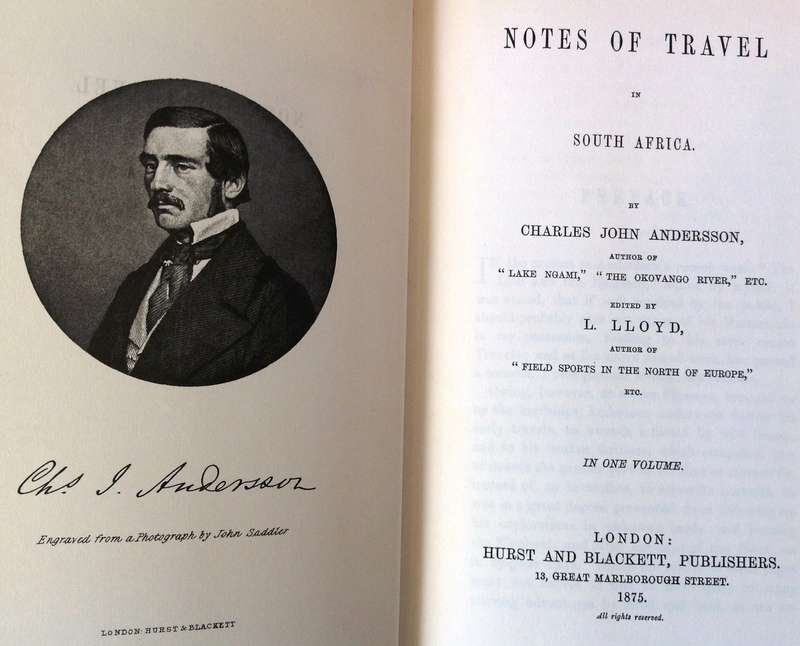 Chs J. Andersson
Engraved from a Photograph by John Saddler
LONDON: HURST & BLACKETT
NOTES OF TRAVEL
IN
SOUTH AFRICA.
BY
CHARLES JOHN ANDERSSON,
AUTHOR OF
"LAKE NGAMI," "THE OKOVANGO RIVER," ETC.
EDITED BY
L. LLOYD,
AUTHOR OF
"FIELD SPORTS IN THE NORTH OF EUROPE,"
ETC.
IN ONE VOLUME.
LONDON:
HURST AND BLACKETT, PUBLISHERS.
13, GREAT MARLBOROUGH STREET.
1875.
All rights reserved.